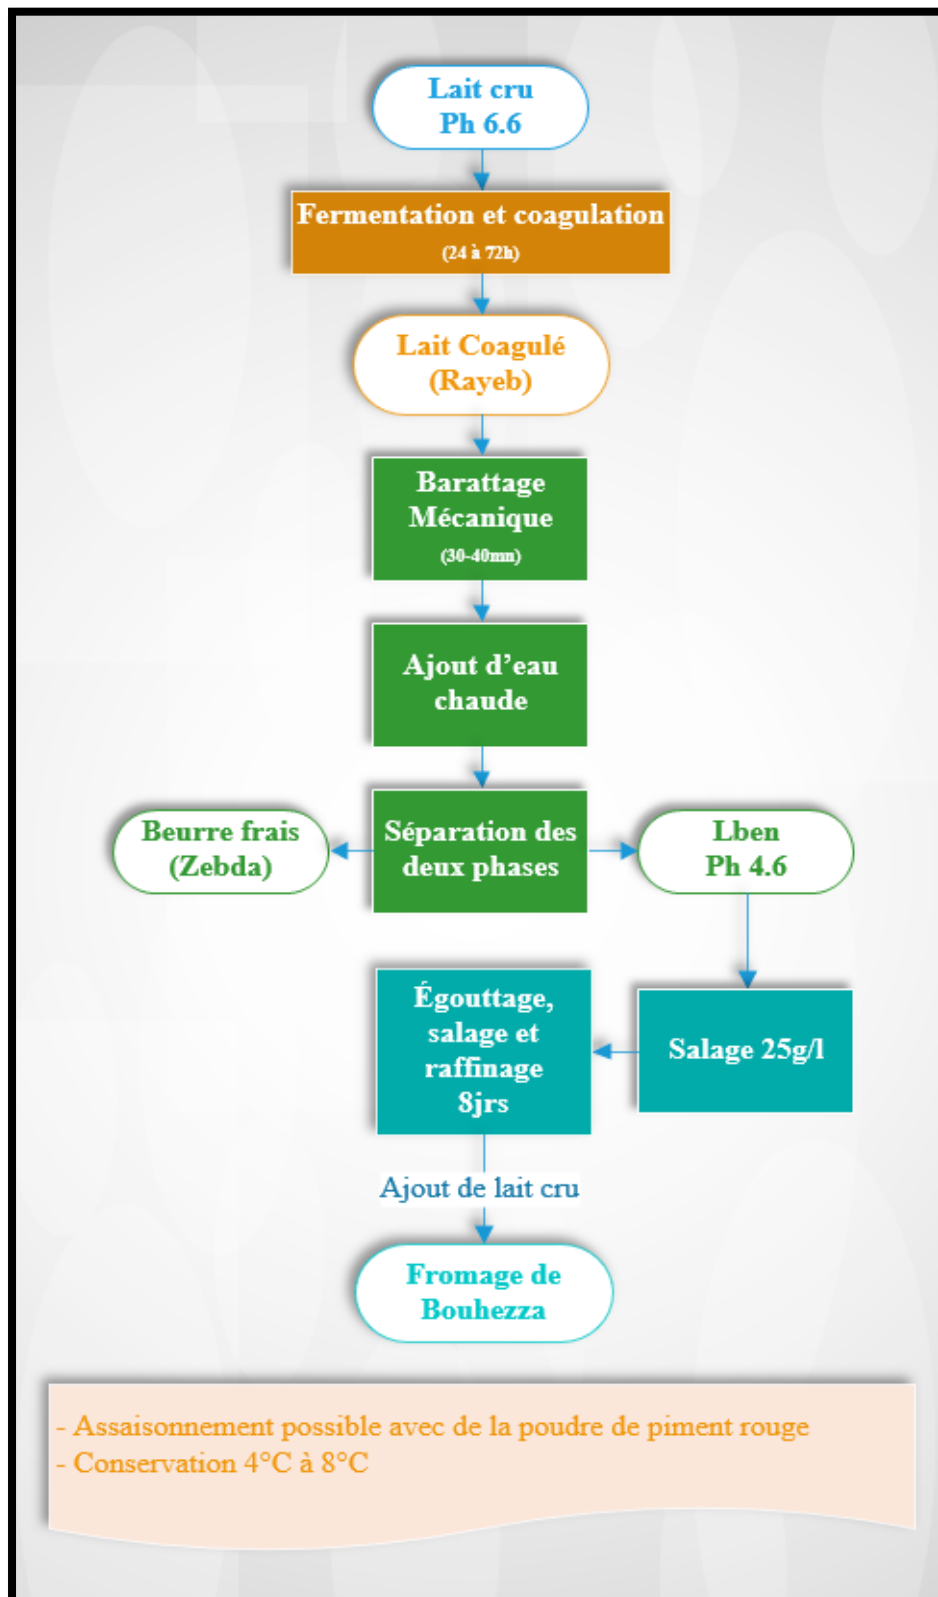 Lait cru
Ph 6.6
Fermentation et coagulation
(24 à 72h)
Lait Coagulé
(Rayeb)
Barattage
Mécanique
(30-40mn)
Ajout d’eau
chaude
Beurre frais
(Zebda)
Séparation des
deux phases
Lben
Ph 4.6
Salage 25g/l
Égouttage,
salage et
raffinage
8jrs
Ajout de lait cru
Fromage de
Bouhezza
- Assaisonnement possible avec de la poudre de piment rouge
- Conservation 4°C à 8°C